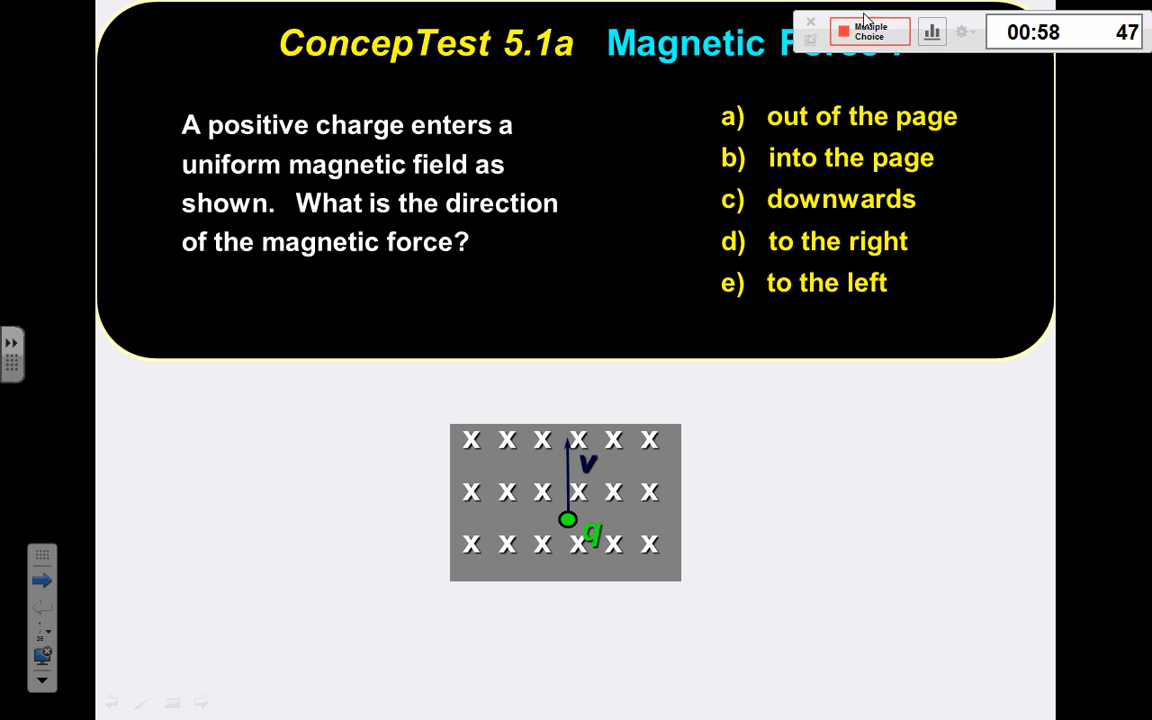 ConcepTest 5.1a Magnetic
Multiple
Choice
00:58 47
A positive charge enters a
uniform magnetic field as
shown. What is the direction
of the magnetic force?
a) out of the page
b) into the page
c) downwards
d) to the right
e) to the left
x x x x x x
v
x x x x x x
q
x x x x x x
36